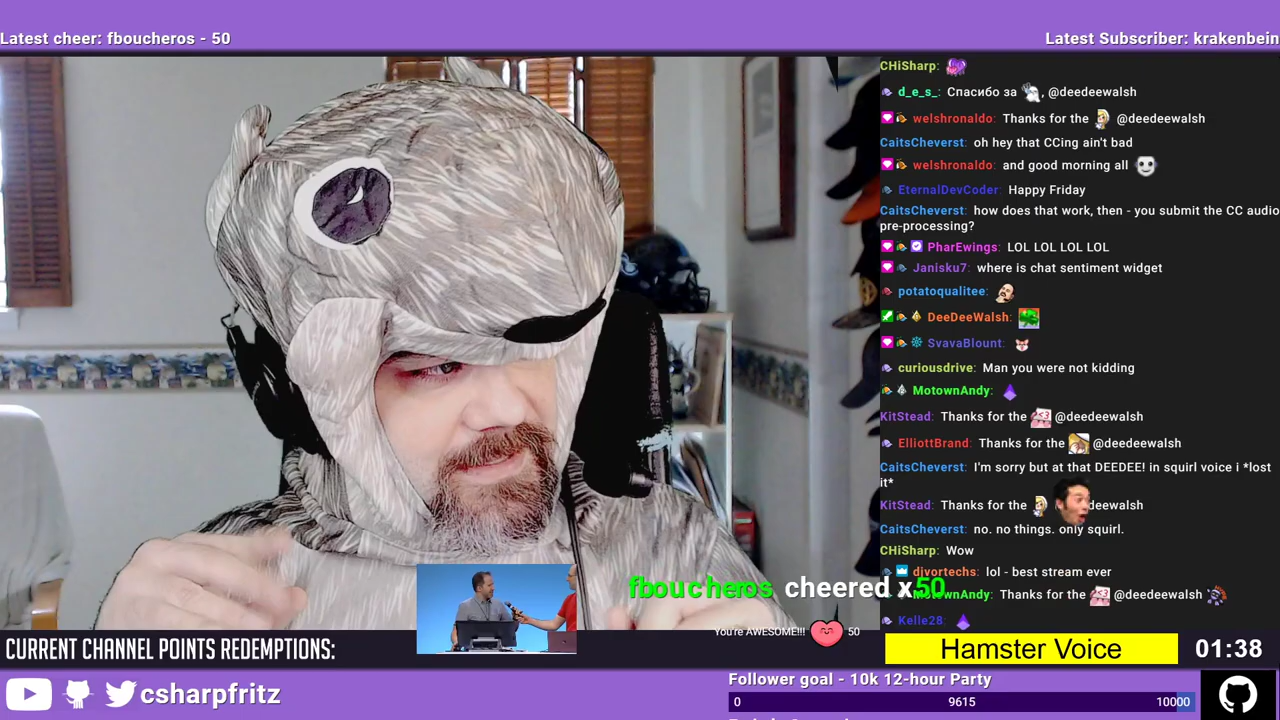 Latest cheer: fboucheros - 50
Latest Subscriber: krakenbein
CHiSharp:
d_e_s_: Спасибо за , @deedeewalsh
welshronaldo: Thanks for the @deedeewalsh
CaitsCheverst: oh hey that CCing ain't bad
welshronaldo: and good morning all
EternalDevCoder: Happy Friday
CaitsCheverst: how does that work, then - you submit the CC audio
pre-processing?
PharEwings: LOL LOL LOL LOL
Janisku7: where is chat sentiment widget
potatoqualitee:
DeeDeeWalsh:
SvavaBlount:
curiousdrive: Man you were not kidding
MotownAndy:
KitStead: Thanks for the @deedeewalsh
ElliottBrand: Thanks for the @deedeewalsh
CaitsCheverst: I'm sorry but at that DEEDEE! in squirl voice i *lost
it*
KitStead: Thanks for the deedeewalsh
CaitsCheverst: no. no things. only squirl.
CHiSharp: Wow
divortechs: lol - best stream ever
MotownAndy: Thanks for the @deedeewalsh
Kelle28:
fboucheros cheered x50
You're AWESOME!!! 50
CURRENT CHANNEL POINTS REDEMPTIONS:
Hamster Voice
01:38
csharpfritz
Follower goal - 10k 12-hour Party
0 9615 10000